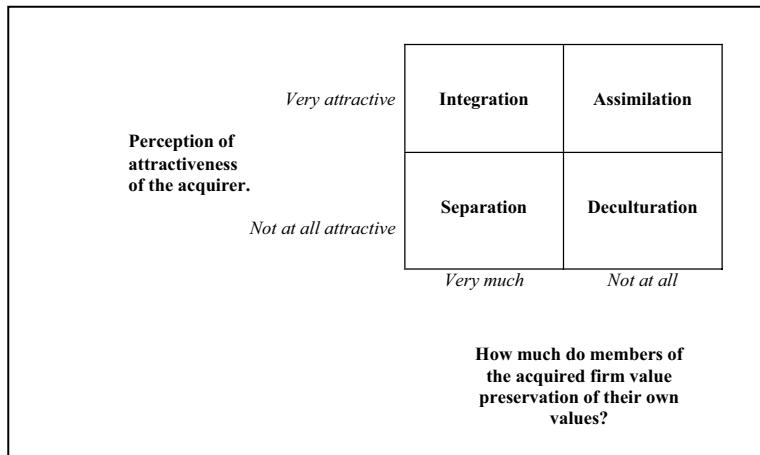 Very attractive
Integration
Assimilation
Perception of
attractiveness
of the acquirer.
Separation
Deculturation
Not at all attractive
Very much
Not at all
How much do members of
the acquired firm value
preservation of their own
values?